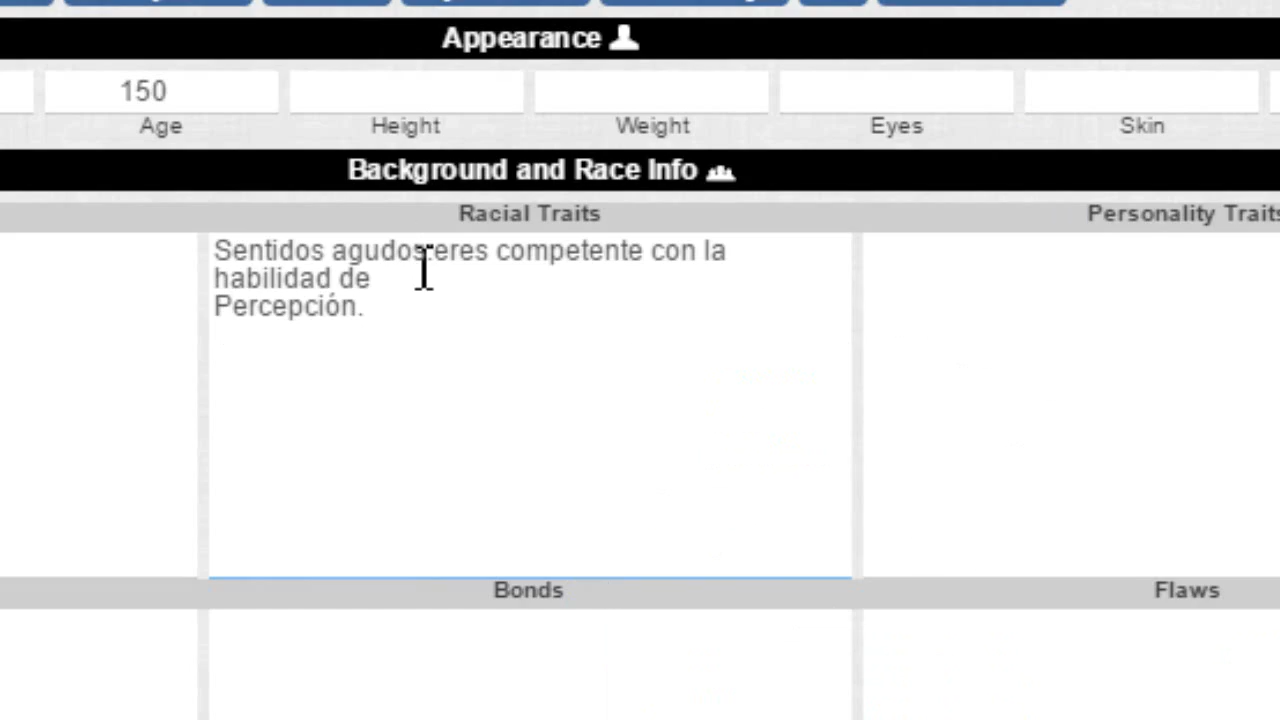 Appearance
150
Age Height Weight Eyes Skin
Background and Race Info
Racial Traits Personality Traits
Sentidos agudos:eres competente con la
habilidad de
Percepción.
Bonds Flaws